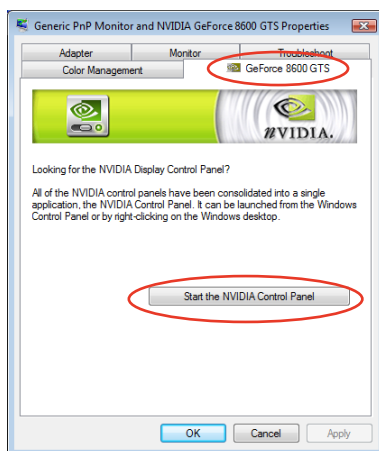 Generic PnP Monitor and NVIDIA GeForce 8600 GTS Properties
Adapter
Monitor
Troubleshoot
Color Management
GeForce 8600 GTS
NVIDIA.
Looking for the NVIDIA Display Control Panel?
All of the NVIDIA control panels have been consolidated into a single
application, the NVIDIA Control Panel. It can be launched from the Windows
Control Panel or by right-clicking on the Windows desktop.
Start the NVIDIA Control Panel
OK
Cancel
Apply